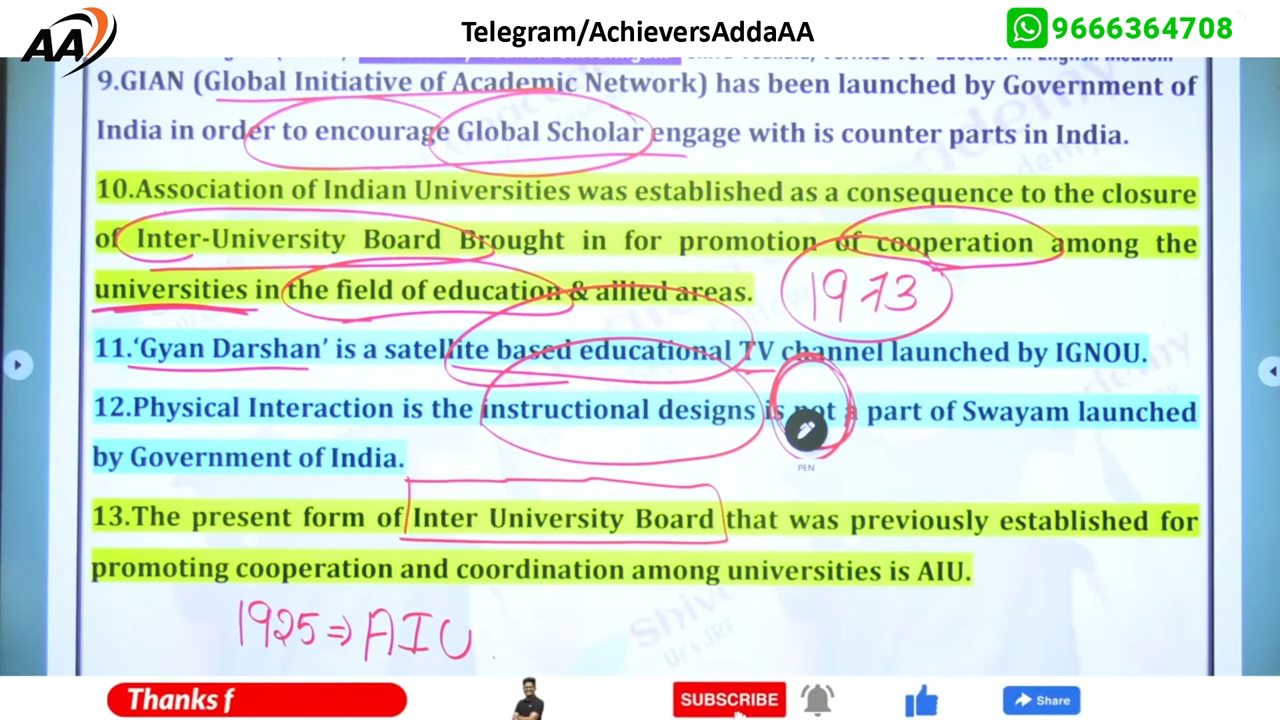 AA
Telegram/AchieversAddaAA
9666364708
9.GIAN (Global Initiative of Academic Network) has been launched by Government of
India in order to encourage Global Scholar engage with is counter parts in India.
10.Association of Indian Universities was established as a consequence to the closure
of Inter-University Board Brought in for promotion of cooperation among the
universities in the field of education & allied areas.
1973
11.‘Gyan Darshan’ is a satellite based educational TV channel launched by IGNOU.
12.Physical Interaction is the instructional designs is not a part of Swayam launched
by Government of India.
PEN
13.The present form of Inter University Board that was previously established for
promoting cooperation and coordination among universities is AIU.
1925 ⇒ AIU
Thanks f
SUBSCRIBE
Share